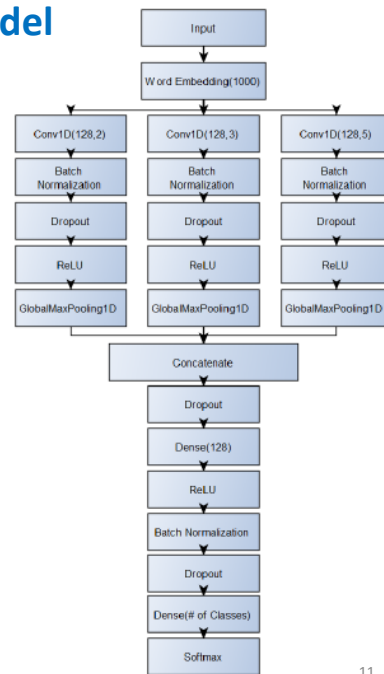 del
Input
Word Embedding(1000)
Conv1D(128,2)
Conv1D(128,3)
Conv1D(128,5)
Batch
Normalization
Batch
Normalization
Batch
Normalization
Dropout
Dropout
Dropout
ReLU
ReLU
ReLU
GlobalMaxPooling1D
GlobalMaxPooling1D
GlobalMaxPooling1D
Concatenate
Dropout
Dense(128)
ReLU
Batch Normalization
Dropout
Dense(# of Classes)
Softmax
11